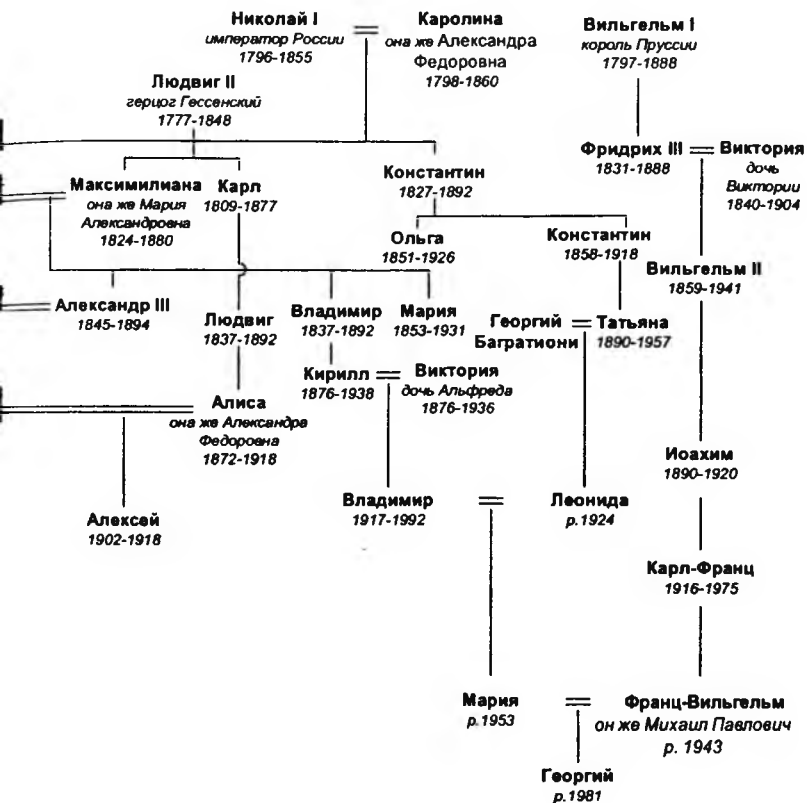 Николай I
император России
1796-1855
Каролина
она же Александра
Федоровна
1798-1860
Вильгельм I
король Пруссии
1797-1888
Людвиг II
герцог Гессенский
1777-1848
Фридрих III
1831-1888
Виктория
дочь
Виктории
1840-1904
Максимилиана
она же Мария
Александровна
1824-1880
Карл
1809-1877
Константин
1827-1892
Ольга
1851-1926
Константин
1858-1918
Вильгельм II
1859-1941
Александр III
1845-1894
Людвиг
1837-1892
Владимир
1837-1892
Мария
1853-1931
Георгий
Багратиони
Татьяна
1890-1957
Кирилл
1876-1938
Виктория
дочь Альфреда
1876-1936
Алиса
она же Александра
Федоровна
1872-1918
Иоахим
1890-1920
Алексей
1902-1918
Владимир
1917-1992
Леонида
р.1924
Карл-Франц
1916-1975
Мария
р.1953
Франц-Вильгельм
он же Михаил Павлович
р. 1943
Георгий
р.1981